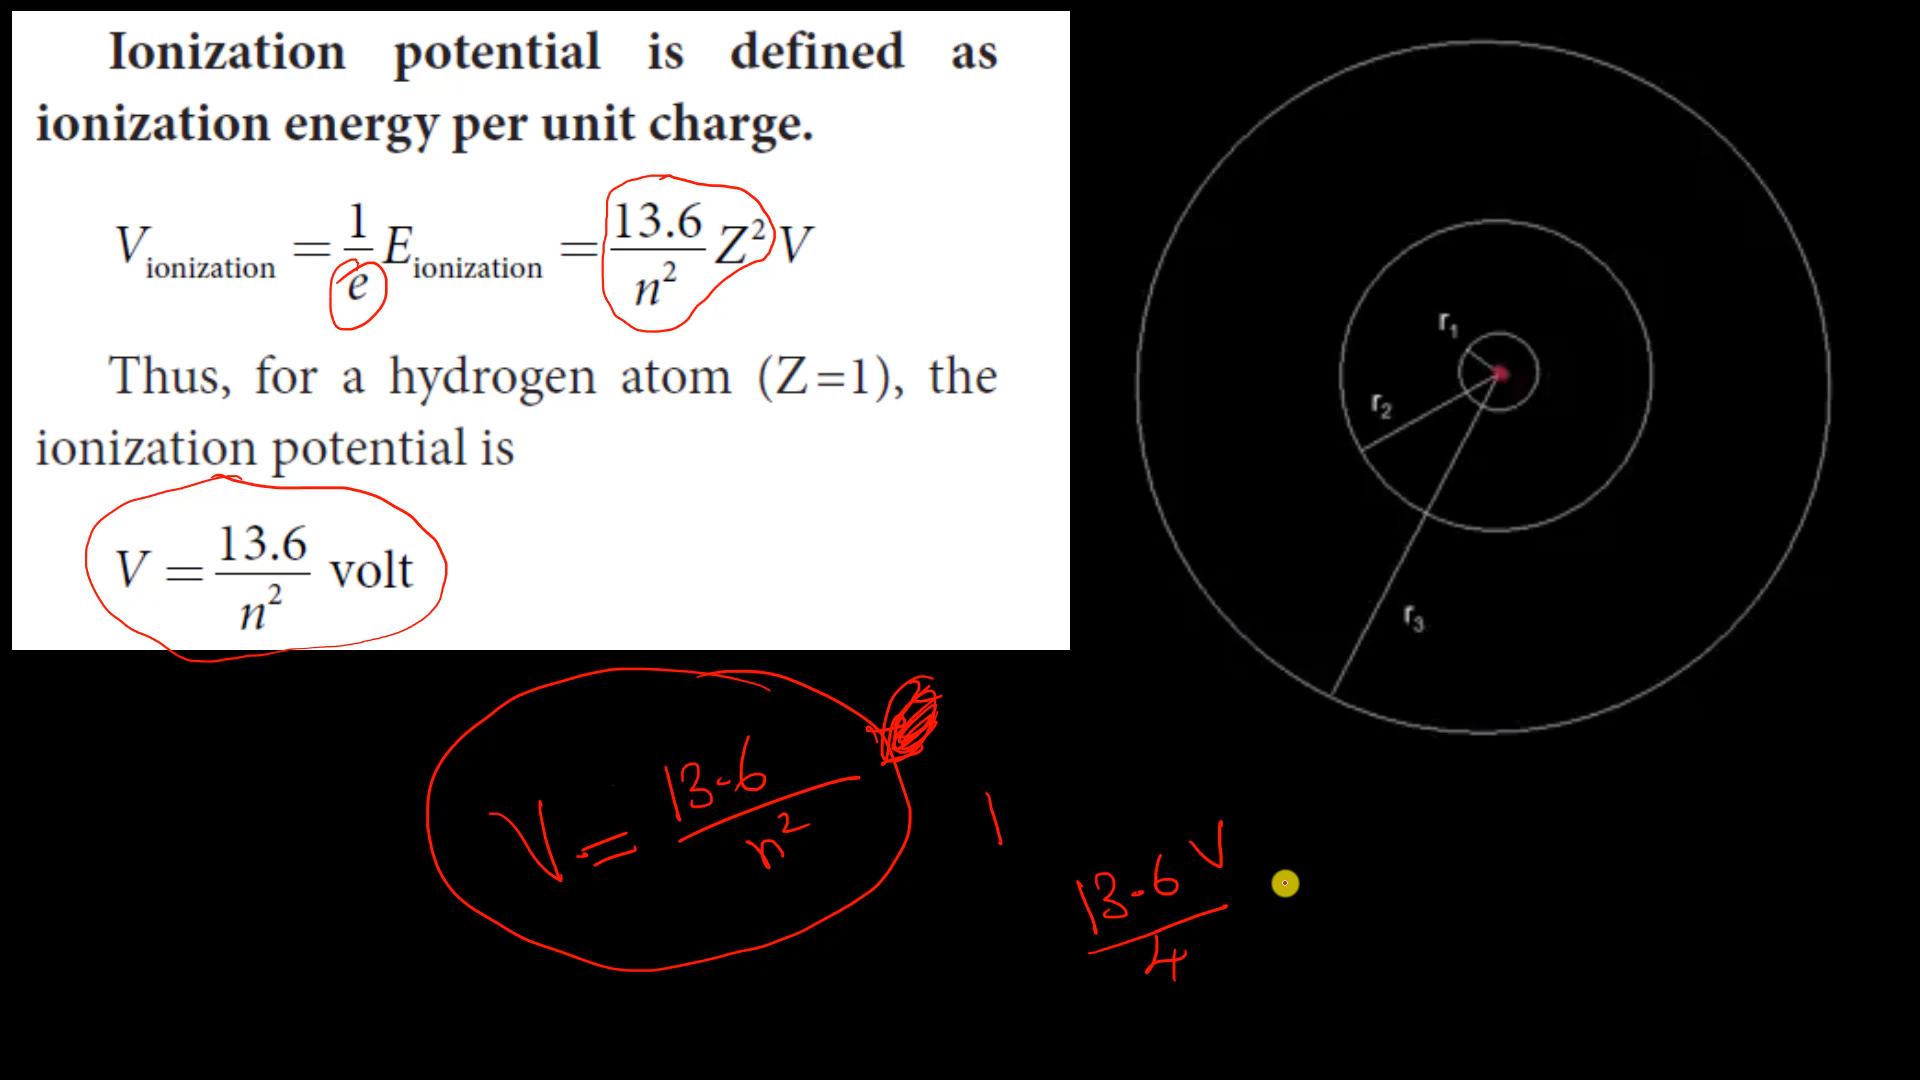 Ionization potential is defined as
ionization energy per unit charge.
V_ionization = 1/e E_ionization = 13.6/n² Z² V
Thus, for a hydrogen atom (Z=1), the
ionization potential is
V = 13.6/n² volt
r₁
r₂
r₃
V = 13.6/n²
1
13.6 V/4